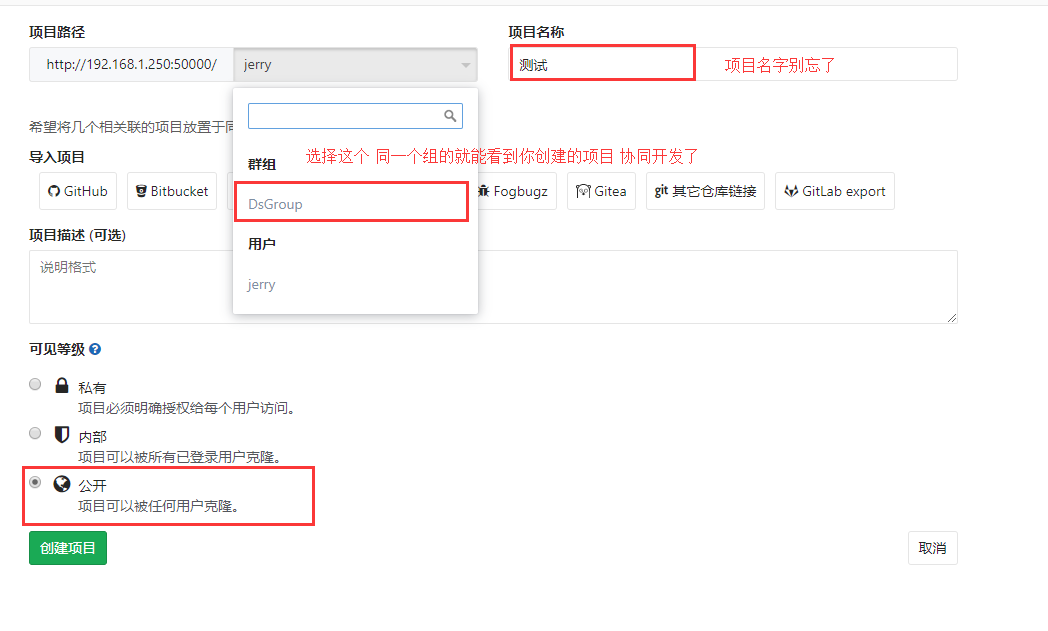 项目路径
项目名称
http://192.168.1.250:50000/
jerry
测试
项目名字别忘了
希望将几个相关联的项目放置于同
群组
选择这个 同一个组的就能看到你创建的项目 协同开发了
导入项目
GitHub
Bitbucket
Fogbugz
Gitea
git 其它仓库链接
GitLab export
DsGroup
用户
jerry
项目描述 (可选)
说明格式
可见等级
私有
项目必须明确授权给每个用户访问。
内部
项目可以被所有已登录用户克隆。
公开
项目可以被任何用户克隆。
创建项目
取消